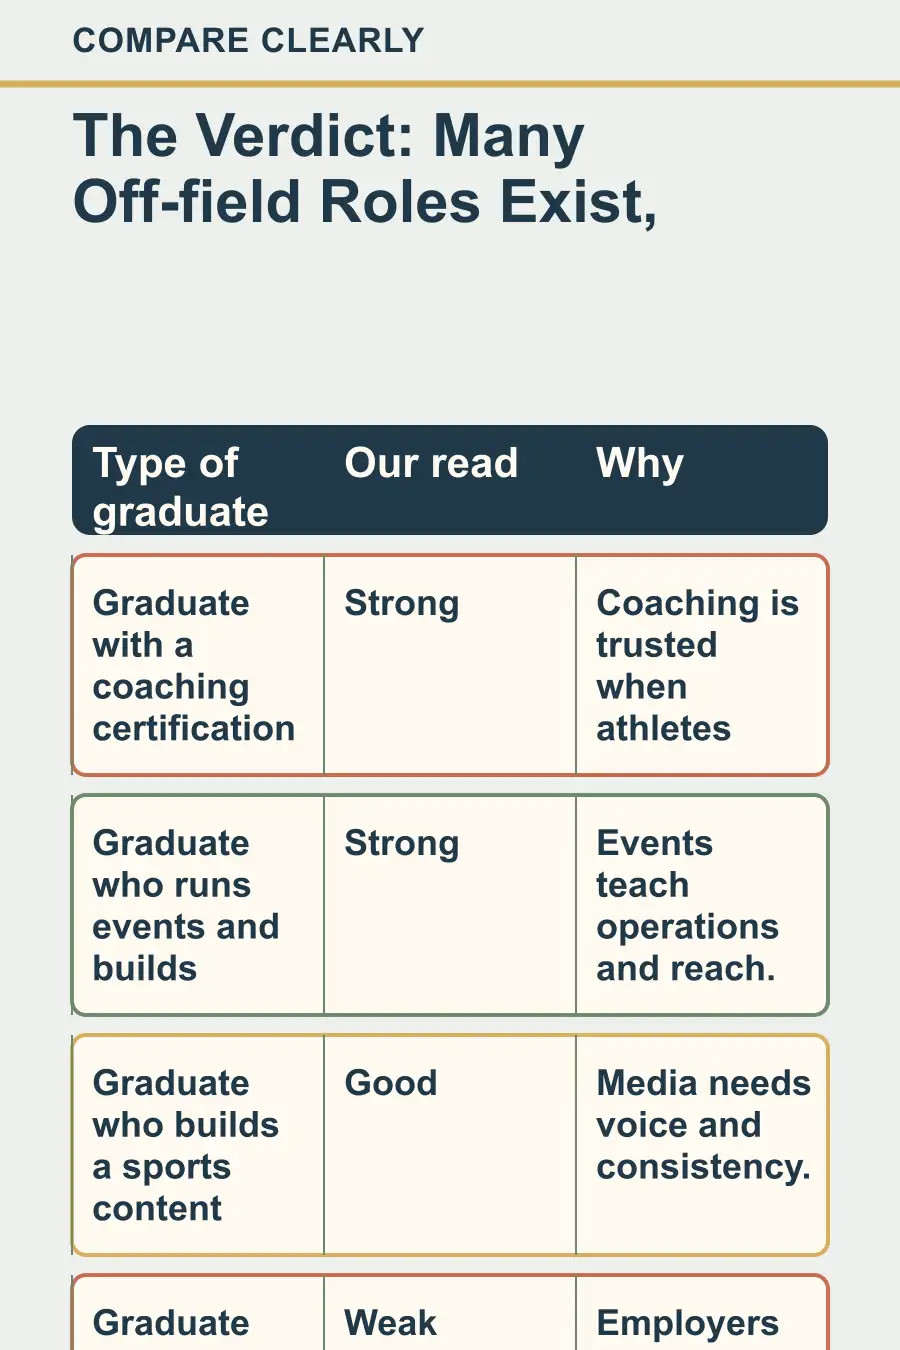 COMPARE CLEARLY
The Verdict: Many
Off-field Roles Exist,
Type of
graduate
Our read
Why
Graduate
with a
coaching
certification
Strong
Coaching is
trusted
when
athletes
Graduate
who runs
events and
builds
Strong
Events
teach
operations
and reach.
Graduate
who builds
a sports
content
Good
Media needs
voice and
consistency.
Graduate
Weak
Employers